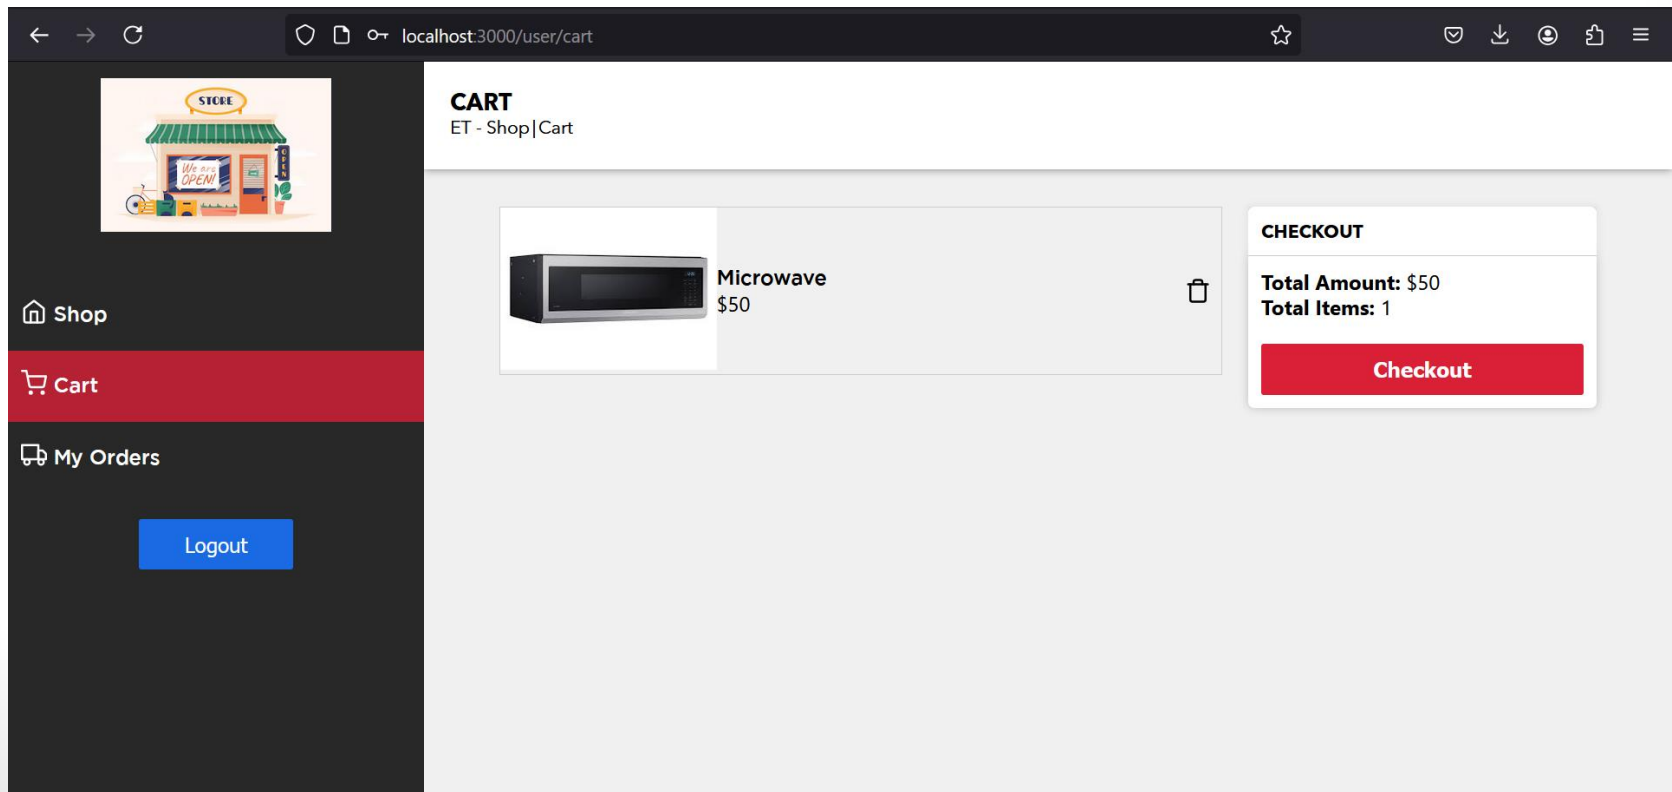 localhost:3000/user/cart
STORE
OPEN
We are
OPEN!
Shop
Cart
My Orders
Logout
CART
ET - Shop|Cart
Microwave
$50
CHECKOUT
Total Amount: $50
Total Items: 1
Checkout